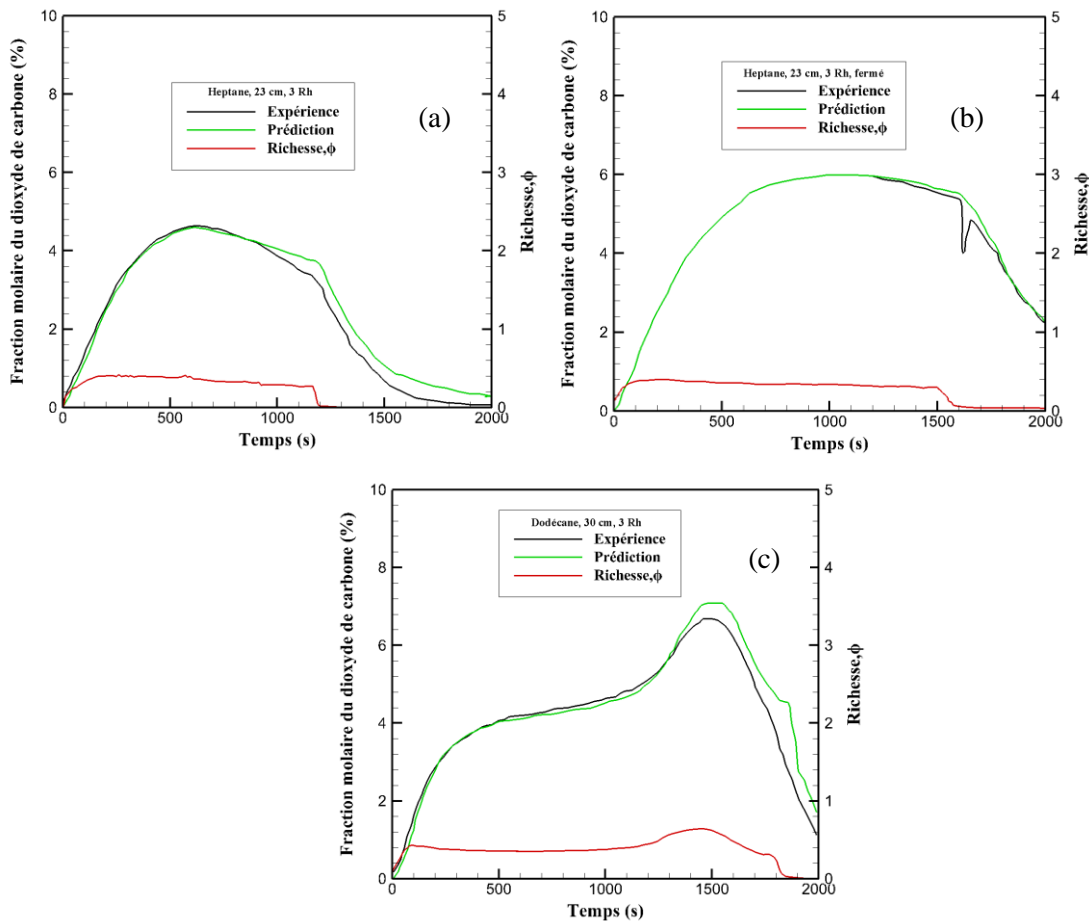 Fraction molaire du dioxyde de carbone (%)
10
8
6
4
2
0
Heptane, 23 cm, 3 Rh
Expérience
Prédiction
Richesse,ϕ
(a)
5
4
3
2
1
0
Richesse,ϕ
0 500 1000 1500 2000
Temps (s)
Fraction molaire du dioxyde de carbone (%)
10
8
6
4
2
0
Heptane, 23 cm, 3 Rh, fermé
Expérience
Prédiction
Richesse,ϕ
(b)
5
4
3
2
1
0
Richesse,ϕ
0 500 1000 1500 2000
Temps (s)
Fraction molaire du dioxyde de carbone (%)
10
8
6
4
2
0
Dodécane, 30 cm, 3 Rh
Expérience
Prédiction
Richesse,ϕ
(c)
5
4
3
2
1
0
Richesse,ϕ
0 500 1000 1500 2000
Temps (s)